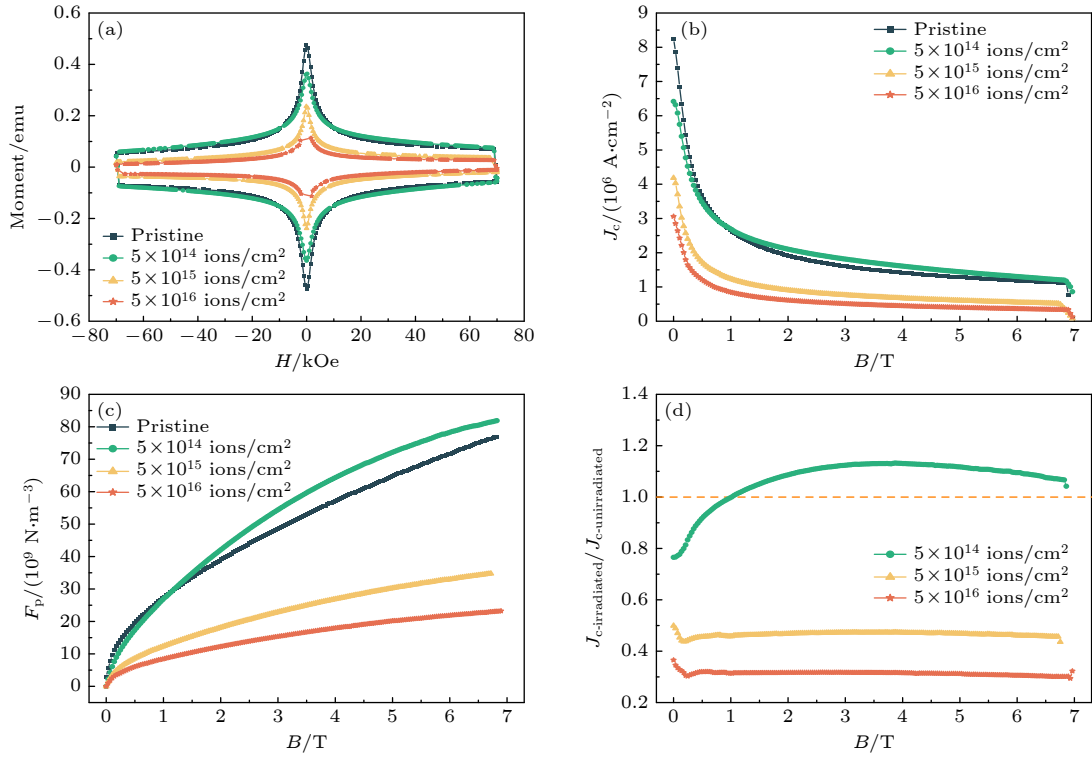 (a)
Moment/emu
0.6
0.4
0.2
0
−0.2
−0.4
−0.6
Pristine
5×10¹⁴ ions/cm²
5×10¹⁵ ions/cm²
5×10¹⁶ ions/cm²
−80 −60 −40 −20 0 20 40 60 80
H/kOe
(b)
J_c/(10⁶ A·cm⁻²)
9
8
7
6
5
4
3
2
1
0
Pristine
5×10¹⁴ ions/cm²
5×10¹⁵ ions/cm²
5×10¹⁶ ions/cm²
0 1 2 3 4 5 6 7
B/T
(c)
F_p/(10⁹ N·m⁻³)
90
80
70
60
50
40
30
20
10
0
Pristine
5×10¹⁴ ions/cm²
5×10¹⁵ ions/cm²
5×10¹⁶ ions/cm²
0 1 2 3 4 5 6 7
B/T
(d)
J_c-irradiated/J_c-unirradiated
1.4
1.2
1.0
0.8
0.6
0.4
0.2
5×10¹⁴ ions/cm²
5×10¹⁵ ions/cm²
5×10¹⁶ ions/cm²
0 1 2 3 4 5 6 7
B/T